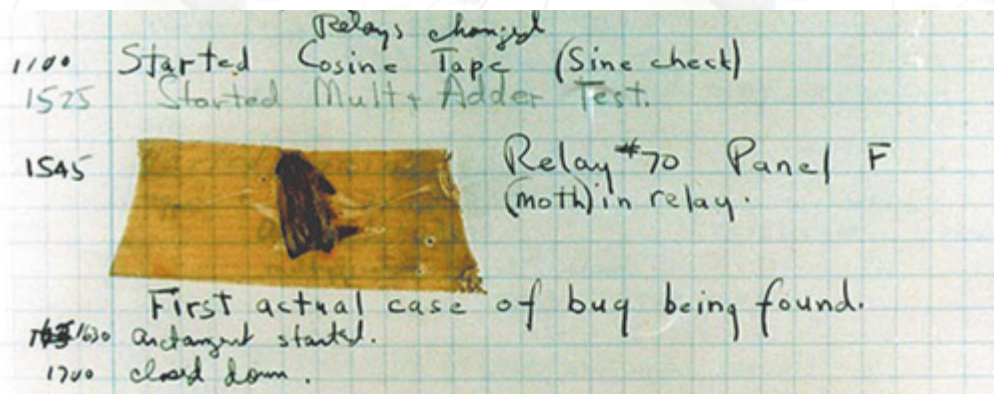 Relays changed
1100 Started Cosine Tape (Sine check)
1525 Started Mult+ Adder Test.
1545 Relay #70 Panel F
(moth) in relay.
First actual case of bug being found.
1630 arctangent started.
1700 closed down.